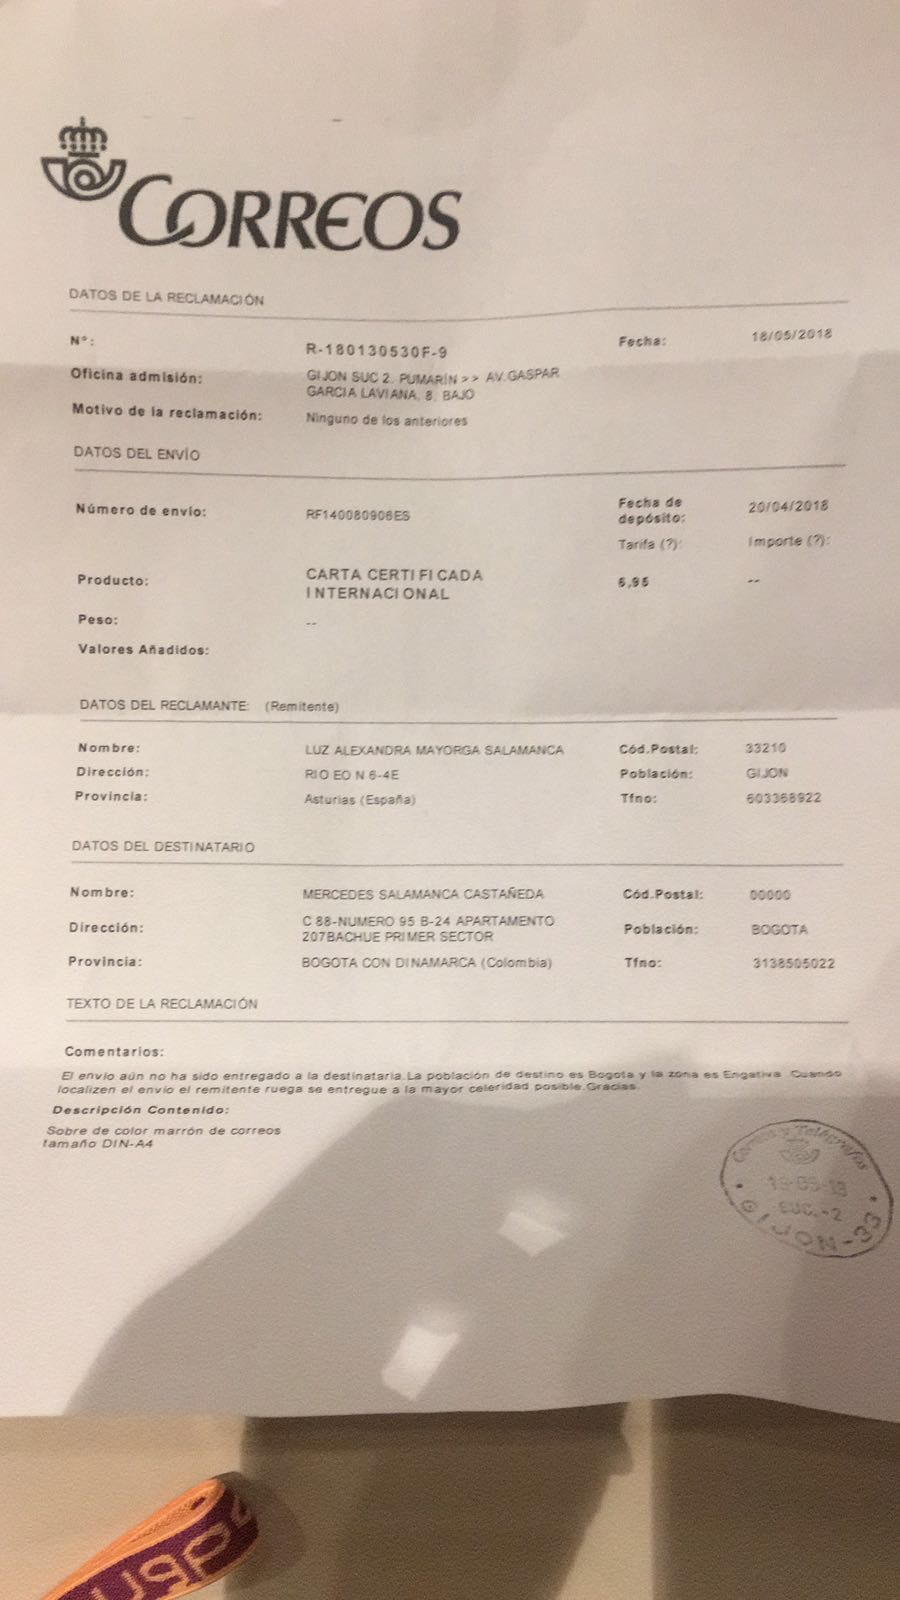 CORREOS
DATOS DE LA RECLAMACIÓN
Nº: R-180130530F-9 Fecha: 18/05/2018
Oficina admisión: GIJON SUC 2. PUMARÍN >> AV.GASPAR
GARCIA LAVIANA, 8, BAJO
Motivo de la reclamación: Ninguno de los anteriores
DATOS DEL ENVÍO
Número de envío: RF140080906ES Fecha de depósito: 20/04/2018
Tarifa (?): Importe (?):
Producto: CARTA CERTIFICADA INTERNACIONAL 6,95 --
Peso: --
Valores Añadidos:
DATOS DEL RECLAMANTE: (Remitente)
Nombre: LUZ ALEXANDRA MAYORGA SALAMANCA Cód.Postal: 33210
Dirección: RIO EO N 6-4E Población: GIJON
Provincia: Asturias (España) Tfno: 603368922
DATOS DEL DESTINATARIO
Nombre: MERCEDES SALAMANCA CASTAÑEDA Cód.Postal: 00000
Dirección: C 88-NUMERO 95 B-24 APARTAMENTO
207BACHUE PRIMER SECTOR Población: BOGOTA
Provincia: BOGOTA CON DINAMARCA (Colombia) Tfno: 3138505022
TEXTO DE LA RECLAMACIÓN
Comentarios:
El envío aún no ha sido entregado a la destinataria.La población de destino es Bogota y la zona es Engativa. Cuando
localizen el envio el remitente ruega se entregue a la mayor celeridad posible.Gracias.
Descripción Contenido:
Sobre de color marrón de correos
tamaño DIN-A4
Correos y Telégrafos
SUC.-2
GIJON-33